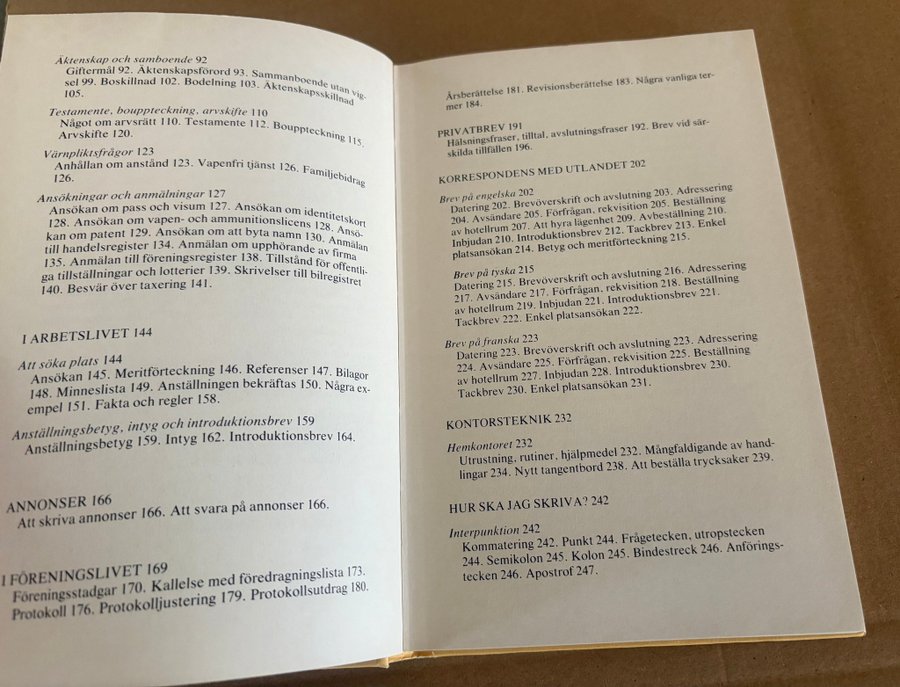 Äktenskap och samboende 92
Giftermål 92. Äktenskapsförord 93. Sammanboende utan vig-
sel 99. Boskillnad 102. Bodelning 103. Äktenskapsskillnad
105.
Testamente, bouppteckning, arvskifte 110
Något om arvsrätt 110. Testamente 112. Bouppteckning 115.
Arvskifte 120.
Värnpliktsfrågor 123
Anhållan om anstånd 123. Vapenfri tjänst 126. Familjebidrag
126.
Ansökningar och anmälningar 127
Ansökan om pass och visum 127. Ansökan om identitetskort
128. Ansökan om vapen- och ammunitionslicens 128. Ansö-
kan om patent 129. Ansökan om att byta namn 130. Anmälan
till handelsregister 134. Anmälan om upphörande av firma
135. Anmälan till föreningsregister 138. Tillstånd för offentli-
ga tillställningar och lotterier 139. Skrivelser till bilregistret
140. Besvär över taxering 141.
I ARBETSLIVET 144
Att söka plats 144
Ansökan 145. Meritförteckning 146. Referenser 147. Bilagor
148. Minneslista 149. Anställningen bekräftas 150. Några ex-
empel 151. Fakta och regler 158.
Anställningsbetyg, intyg och introduktionsbrev 159
Anställningsbetyg 159. Intyg 162. Introduktionsbrev 164.
ANNONSER 166
Att skriva annonser 166. Att svara på annonser 166.
I FÖRENINGSLIVET 169
Föreningsstadgar 170. Kallelse med föredragningslista 173.
Protokoll 176. Protokolljustering 179. Protokollsutdrag 180.
Årsberättelse 181. Revisionsberättelse 183. Några vanliga ter-
mer 184.
PRIVATBREV 191
Hälsningsfraser, tilltal, avslutningsfraser 192. Brev vid sär-
skilda tillfällen 196.
KORRESPONDENS MED UTLANDET 202
Brev på engelska 202
Datering 202. Brevöverskrift och avslutning 203. Adressering
204. Avsändare 205. Förfrågan, rekvisition 205. Beställning
av hotellrum 207. Att hyra lägenhet 209. Avbeställning 210.
Inbjudan 210. Introduktionsbrev 212. Tackbrev 213. Enkel
platsansökan 214. Betyg och meritförteckning 215.
Brev på tyska 215
Datering 215. Brevöverskrift och avslutning 216. Adressering
217. Avsändare 217. Förfrågan, rekvisition 218. Beställning
av hotellrum 219. Inbjudan 221. Introduktionsbrev 221.
Tackbrev 222. Enkel platsansökan 222.
Brev på franska 223
Datering 223. Brevöverskrift och avslutning 223. Adressering
224. Avsändare 225. Förfrågan, rekvisition 225. Beställning
av hotellrum 227. Inbjudan 228. Introduktionsbrev 230.
Tackbrev 230. Enkel platsansökan 231.
KONTORSTEKNIK 232
Hemkontoret 232
Utrustning, rutiner, hjälpmedel 232. Mångfaldigande av hand-
lingar 234. Nytt tangentbord 238. Att beställa trycksaker 239.
HUR SKA JAG SKRIVA? 242
Interpunktion 242
Kommatering 242. Punkt 244. Frågetecken, utropstecken
244. Semikolon 245. Kolon 245. Bindestreck 246. Anförings-
tecken 246. Apostrof 247.